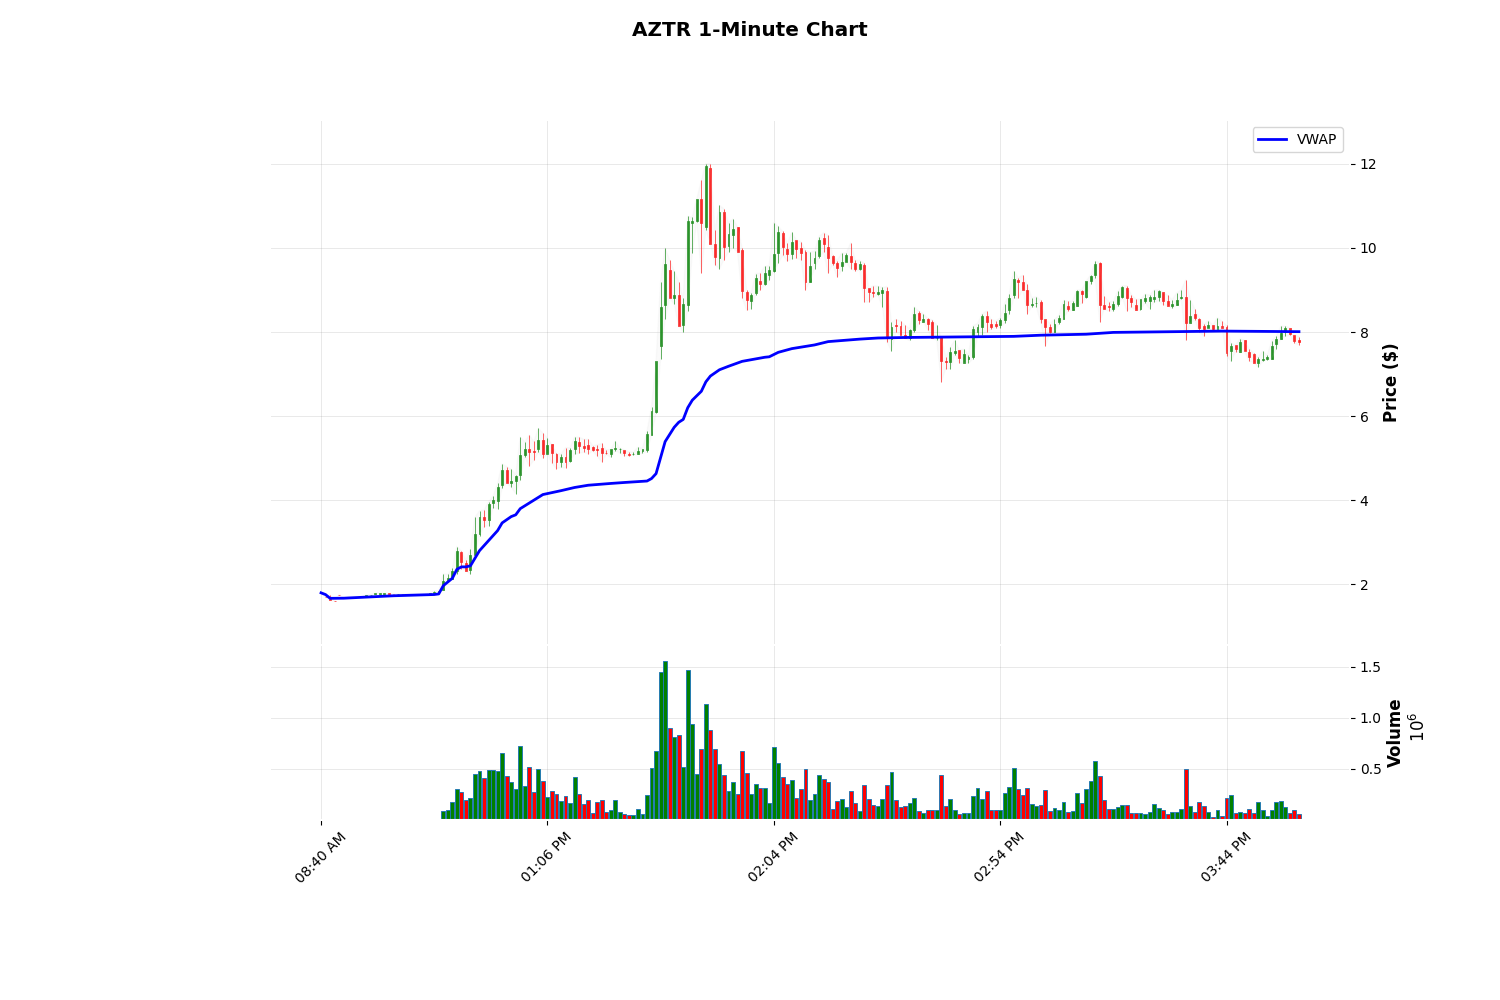 AZTR 1-Minute Chart
VWAP
12
10
8
6
4
2
Price ($)
1.5
1.0
0.5
Volume
10^6
08:40 AM
01:06 PM
02:04 PM
02:54 PM
03:44 PM